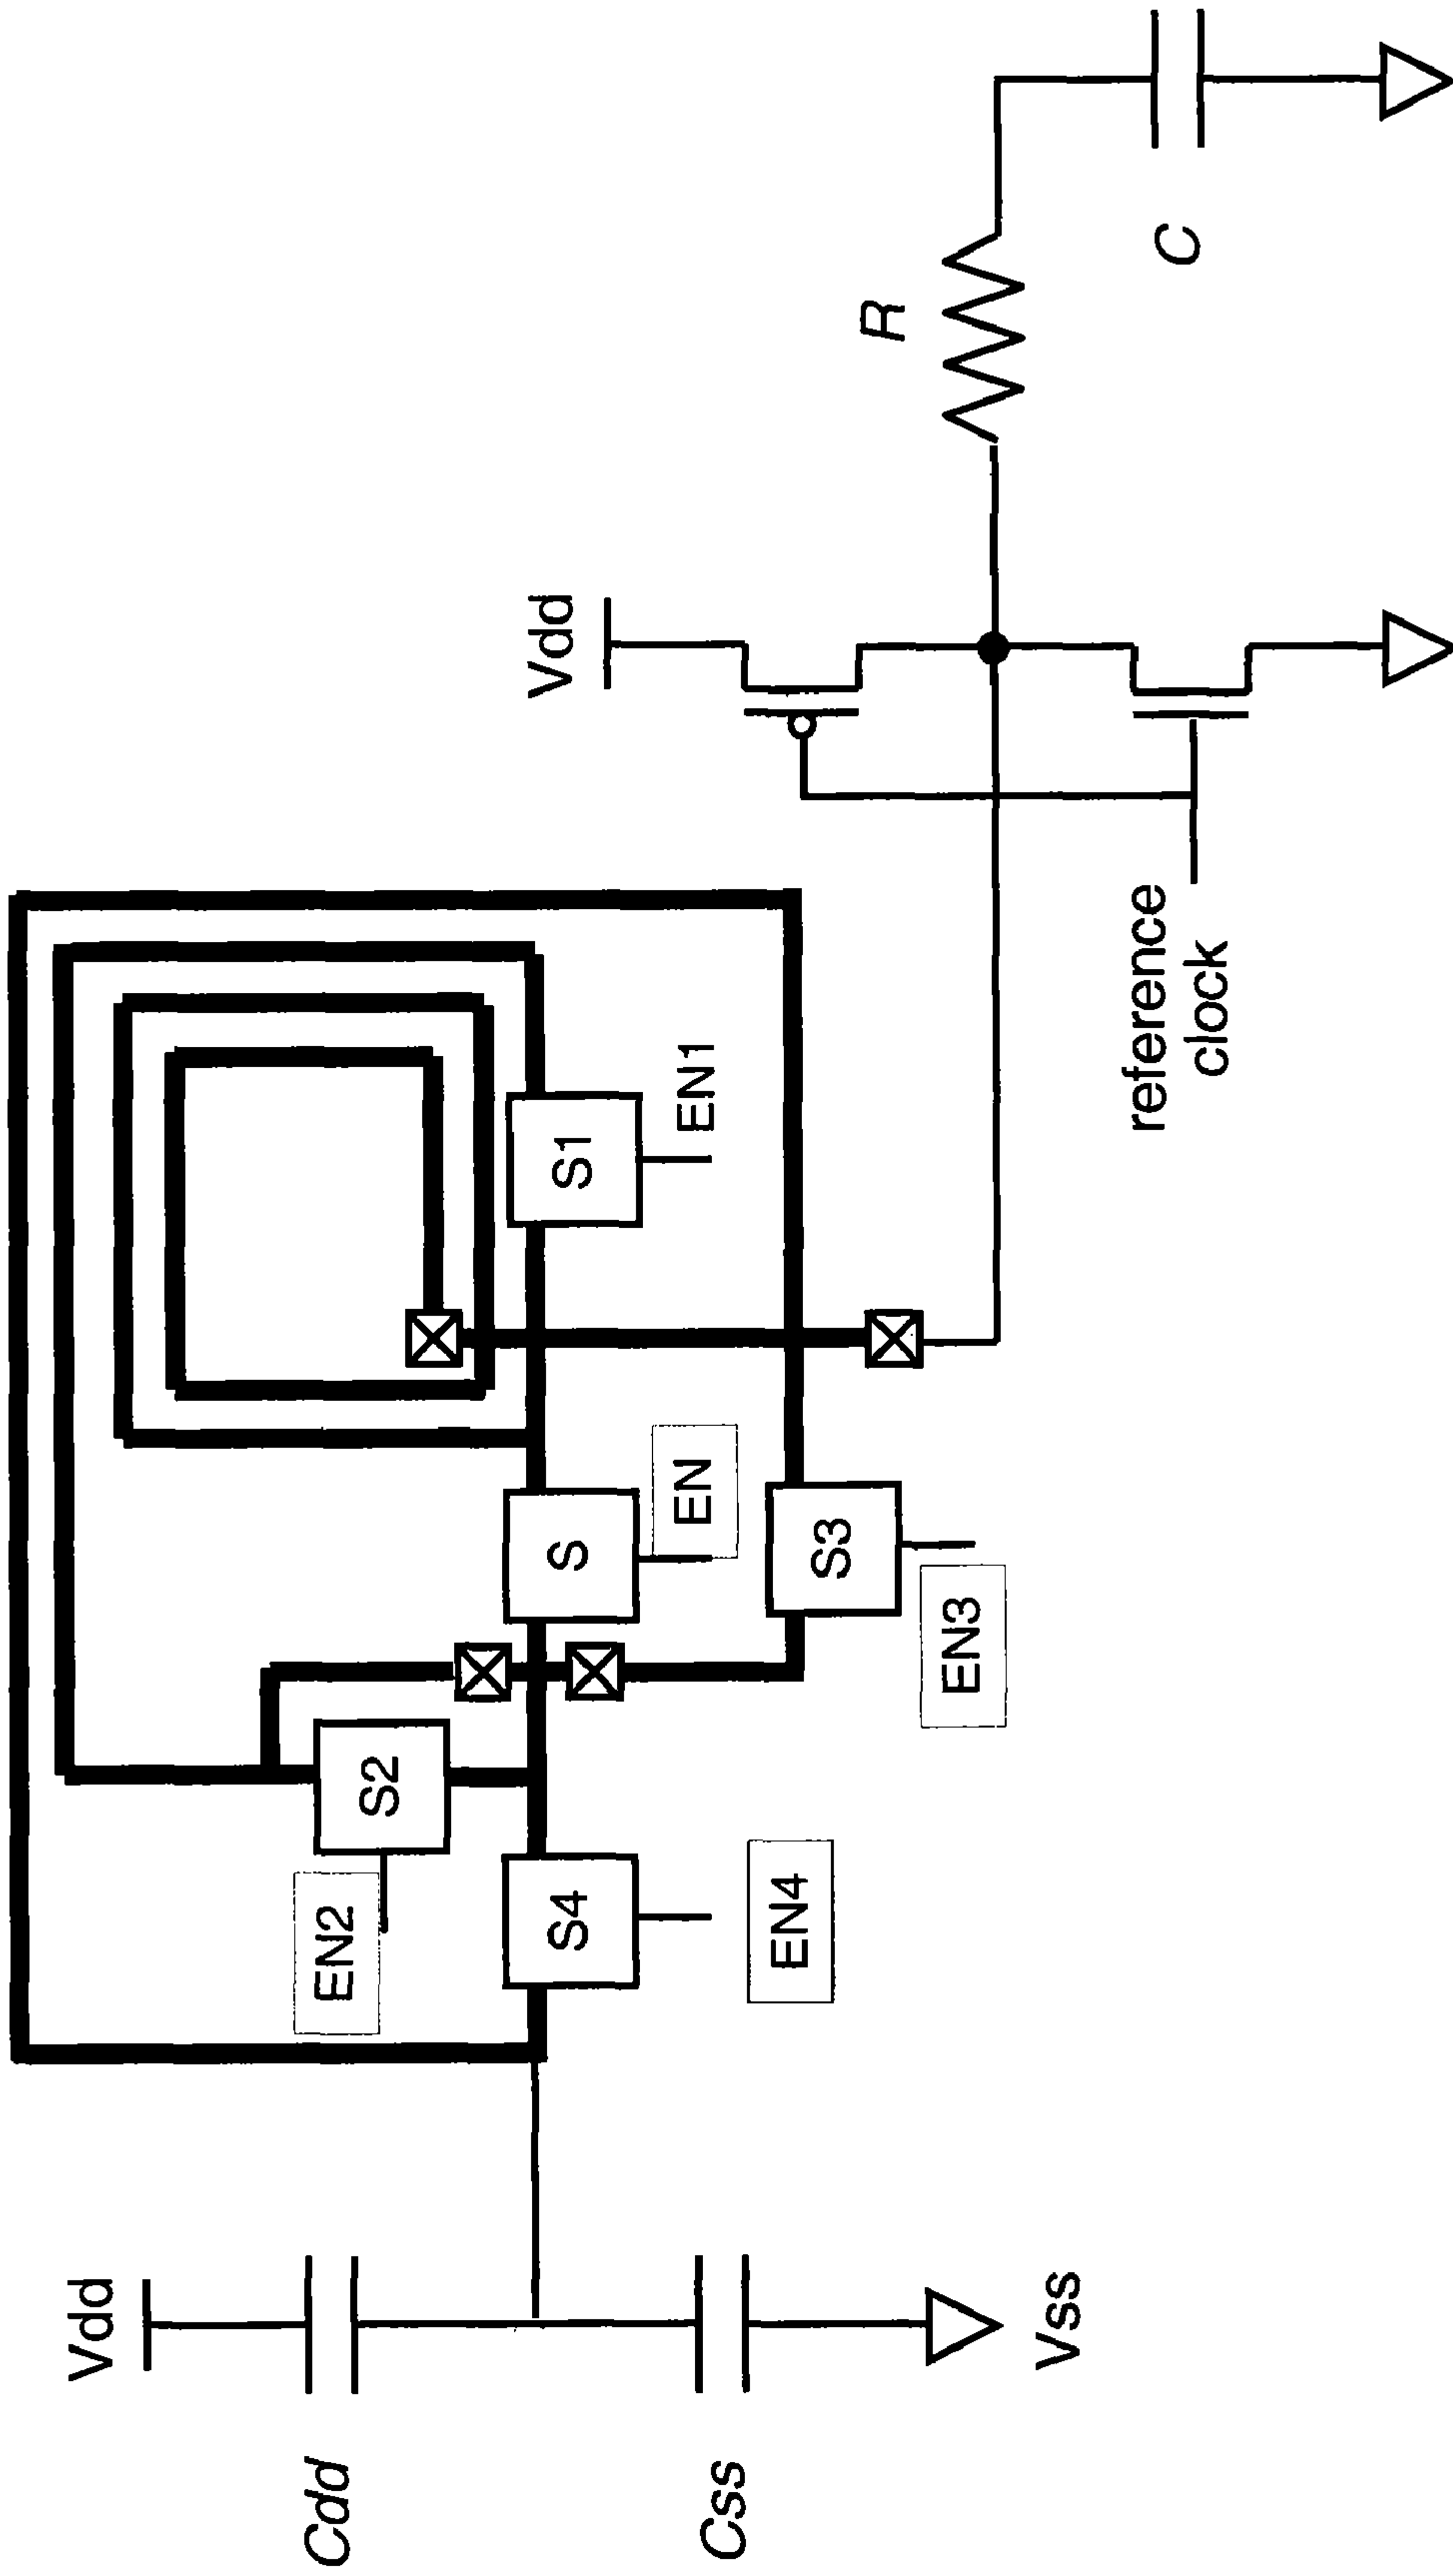 Vdd
Cdd
Css
Vss
EN2
S2
S4
EN4
S
EN
S3
EN3
S1
EN1
reference
clock
Vdd
R
C